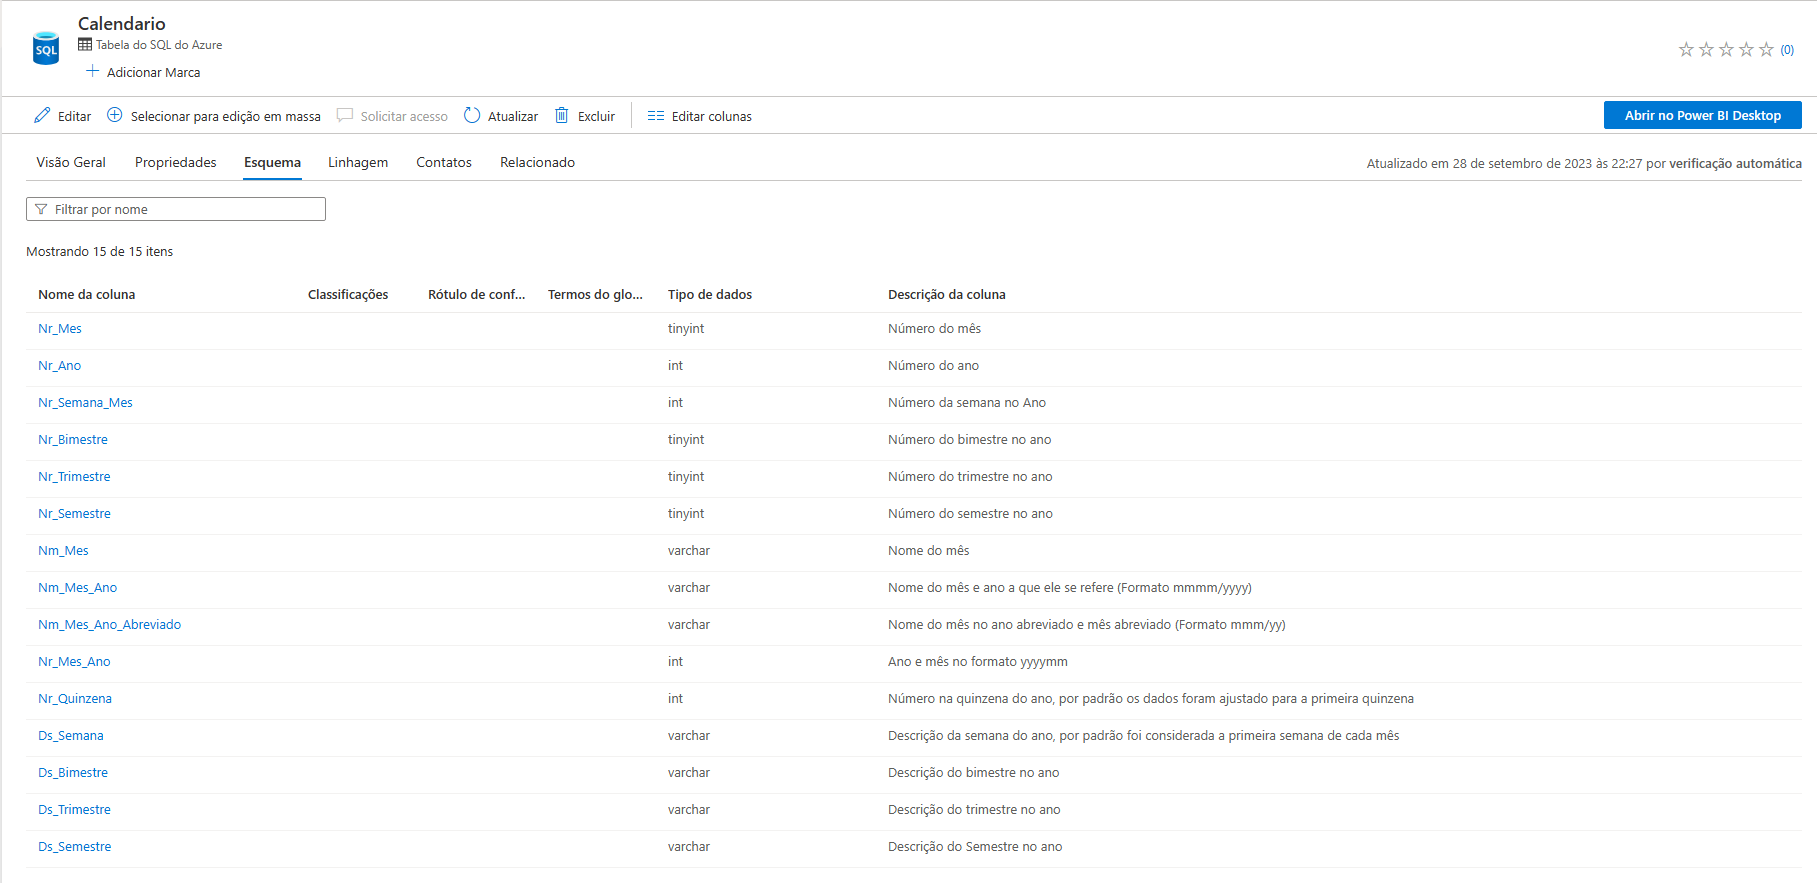 Calendario
SQL
Tabela do SQL do Azure
Adicionar Marca
(0)
Editar Selecionar para edição em massa Solicitar acesso Atualizar Excluir Editar colunas Abrir no Power BI Desktop
Visão Geral Propriedades Esquema Linhagem Contatos Relacionado Atualizado em 28 de setembro de 2023 às 22:27 por verificação automática
Filtrar por nome
Mostrando 15 de 15 itens
Nome da coluna Classificações Rótulo de conf... Termos do glo... Tipo de dados Descrição da coluna
Nr_Mes tinyint Número do mês
Nr_Ano int Número do ano
Nr_Semana_Mes int Número da semana no Ano
Nr_Bimestre tinyint Número do bimestre no ano
Nr_Trimestre tinyint Número do trimestre no ano
Nr_Semestre tinyint Número do semestre no ano
Nm_Mes varchar Nome do mês
Nm_Mes_Ano varchar Nome do mês e ano a que ele se refere (Formato mmmm/yyyy)
Nm_Mes_Ano_Abreviado varchar Nome do mês no ano abreviado e mês abreviado (Formato mmm/yy)
Nr_Mes_Ano int Ano e mês no formato yyyymm
Nr_Quinzena int Número na quinzena do ano, por padrão os dados foram ajustado para a primeira quinzena
Ds_Semana varchar Descrição da semana do ano, por padrão foi considerada a primeira semana de cada mês
Ds_Bimestre varchar Descrição do bimestre no ano
Ds_Trimestre varchar Descrição do trimestre no ano
Ds_Semestre varchar Descrição do Semestre no ano